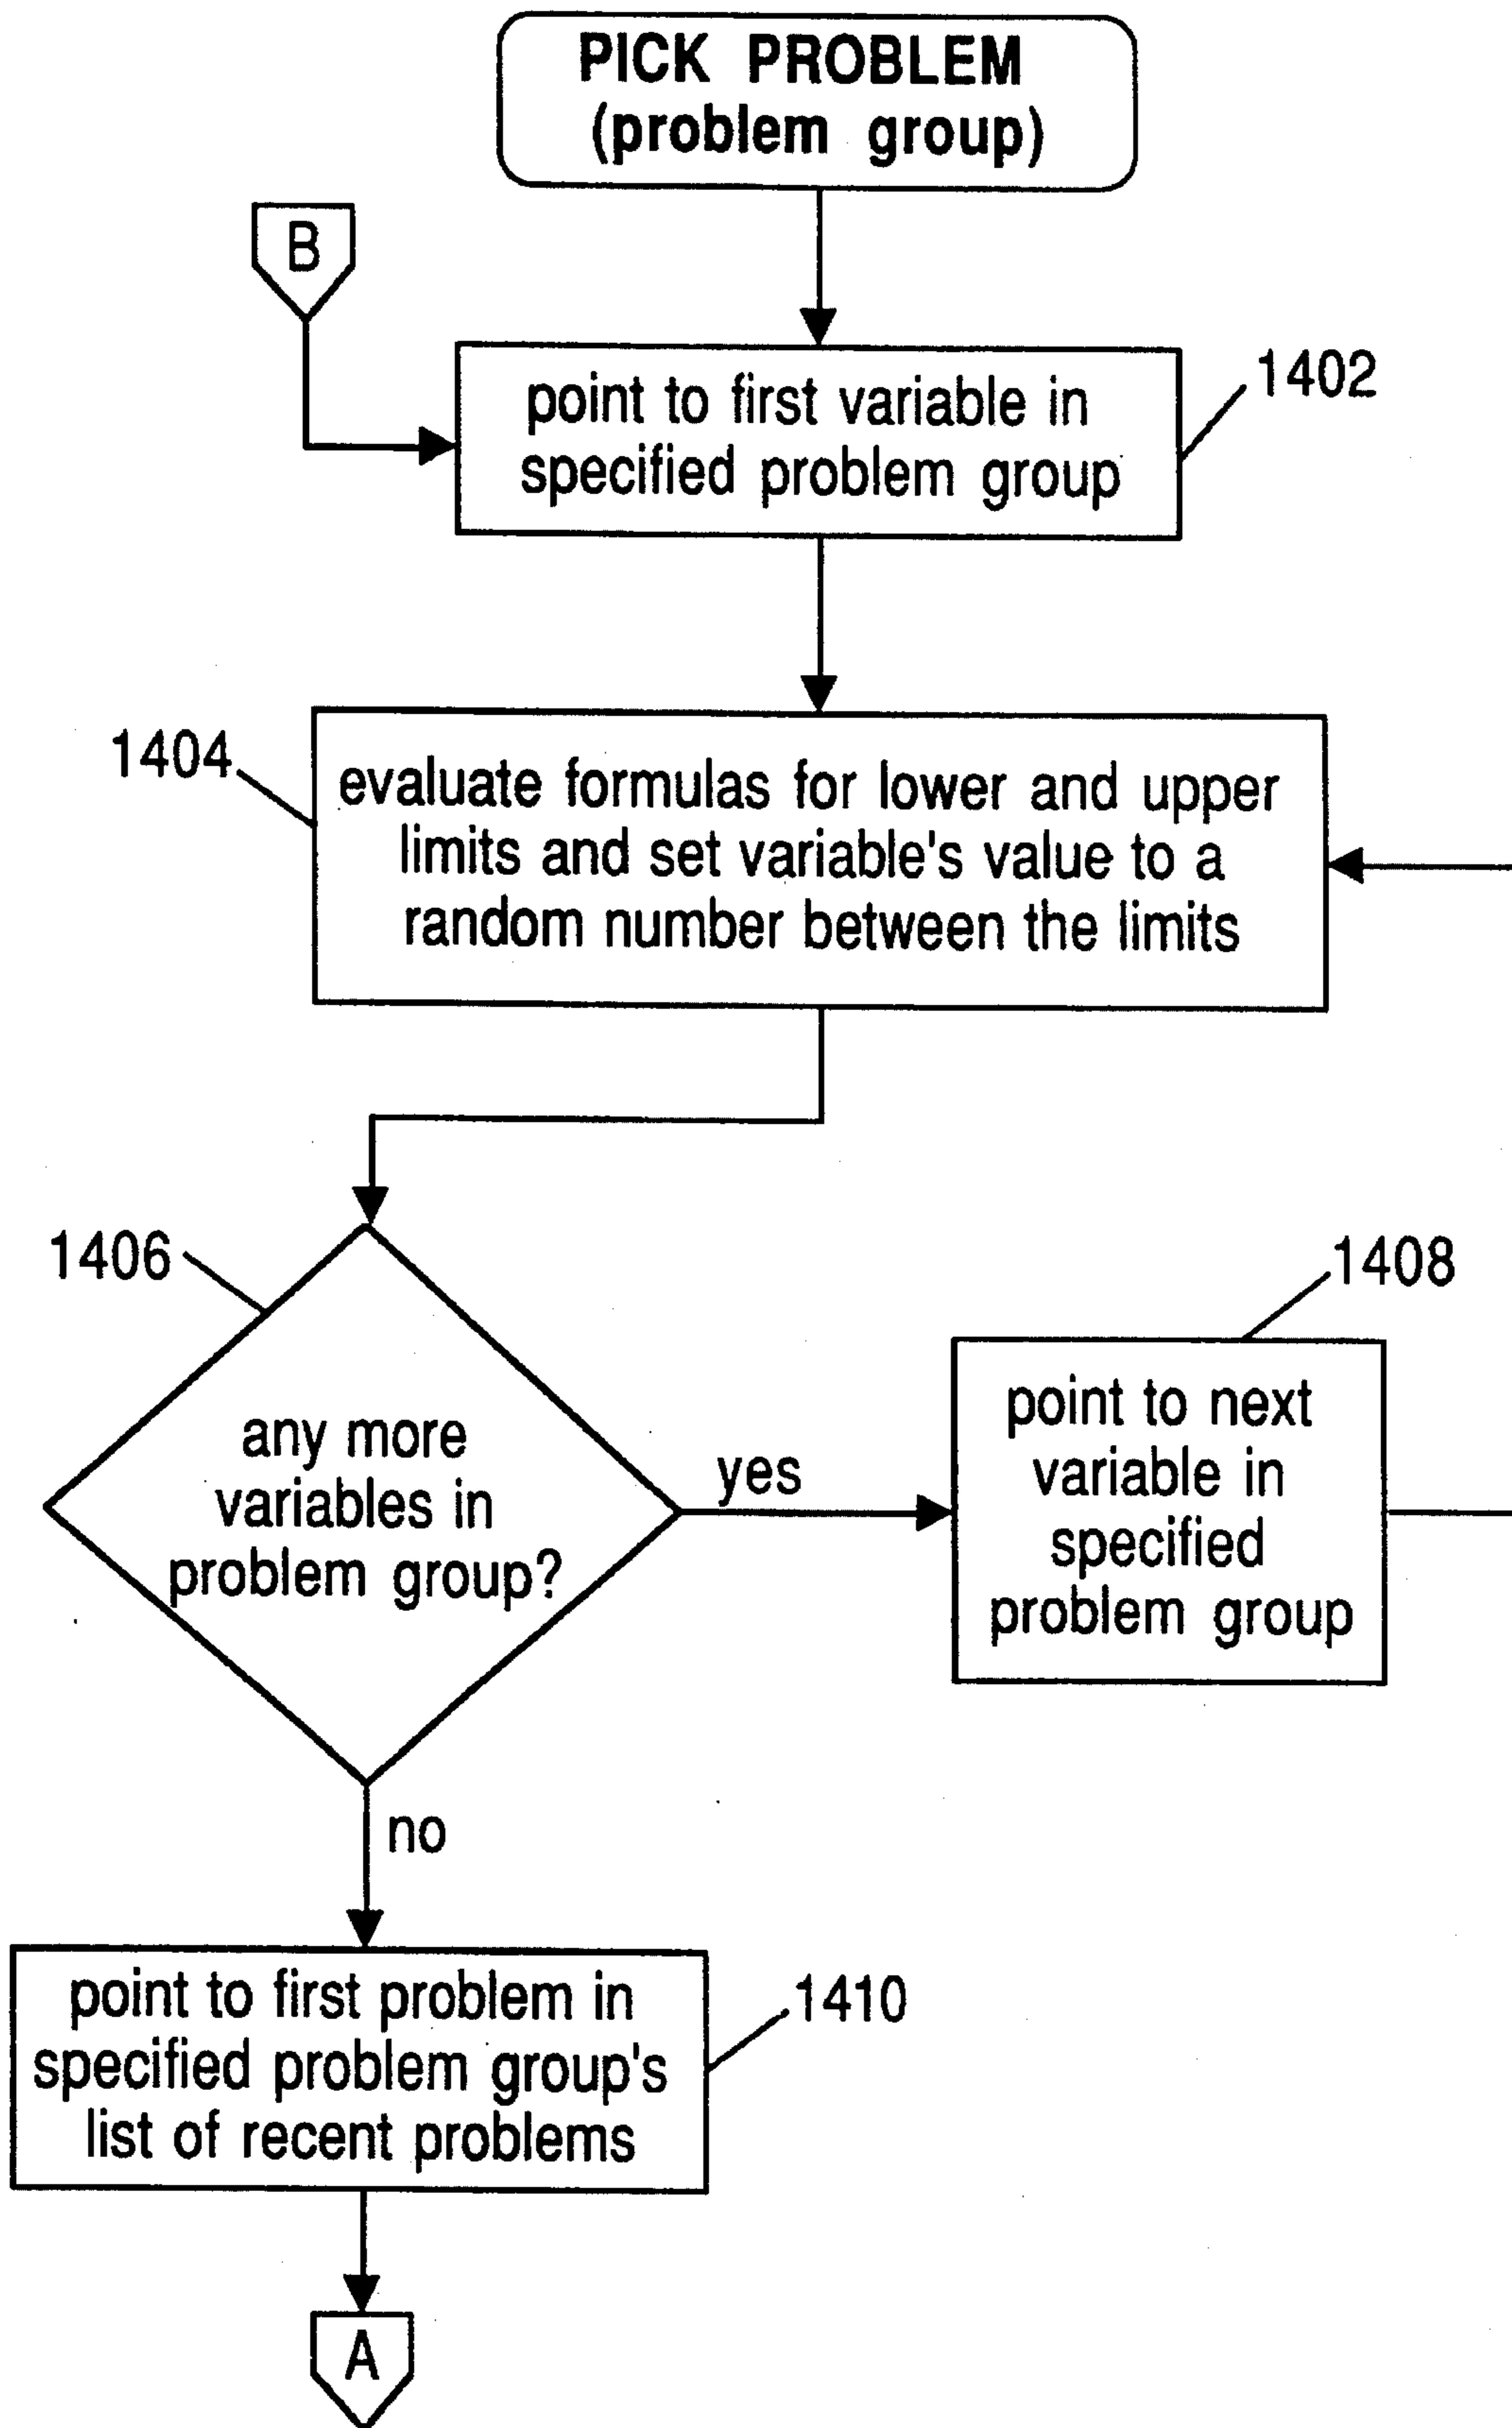 PICK PROBLEM
(problem group)
B
1402
point to first variable in
specified problem group
1404
evaluate formulas for lower and upper
limits and set variable's value to a
random number between the limits
1406
any more
variables in
problem group?
yes
1408
point to next
variable in
specified
problem group
no
1410
point to first problem in
specified problem group's
list of recent problems
A